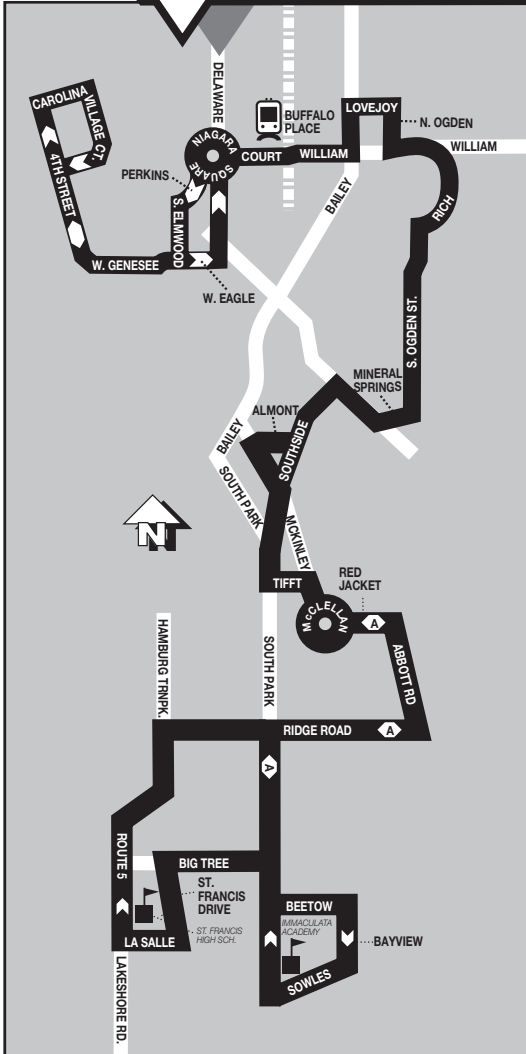 CAROLINA
VILLAGE CT.
4TH STREET
W. GENESEE
S. ELMWOOD
PERKINS
W. EAGLE
DELAWARE
NIAGARA
SQUARE
BUFFALO
PLACE
COURT
WILLIAM
LOVEJOY
N. OGDEN
WILLIAM
RICH
BAILEY
S. OGDEN ST.
MINERAL
SPRINGS
ALMONT
SOUTHSIDE
BAILEY
SOUTH PARK
MCKINLEY
N
TIFFT
RED
JACKET
McCLELLAN
A
ABBOTT RD
HAMBURG TRNPK.
SOUTH PARK
RIDGE ROAD
A
A
ROUTE 5
BIG TREE
ST.
FRANCIS
DRIVE
ST. FRANCIS
HIGH SCH.
LA SALLE
LAKESHORE RD.
BEETOW
IMMACULATA
ACADEMY
BAYVIEW
SOWLES